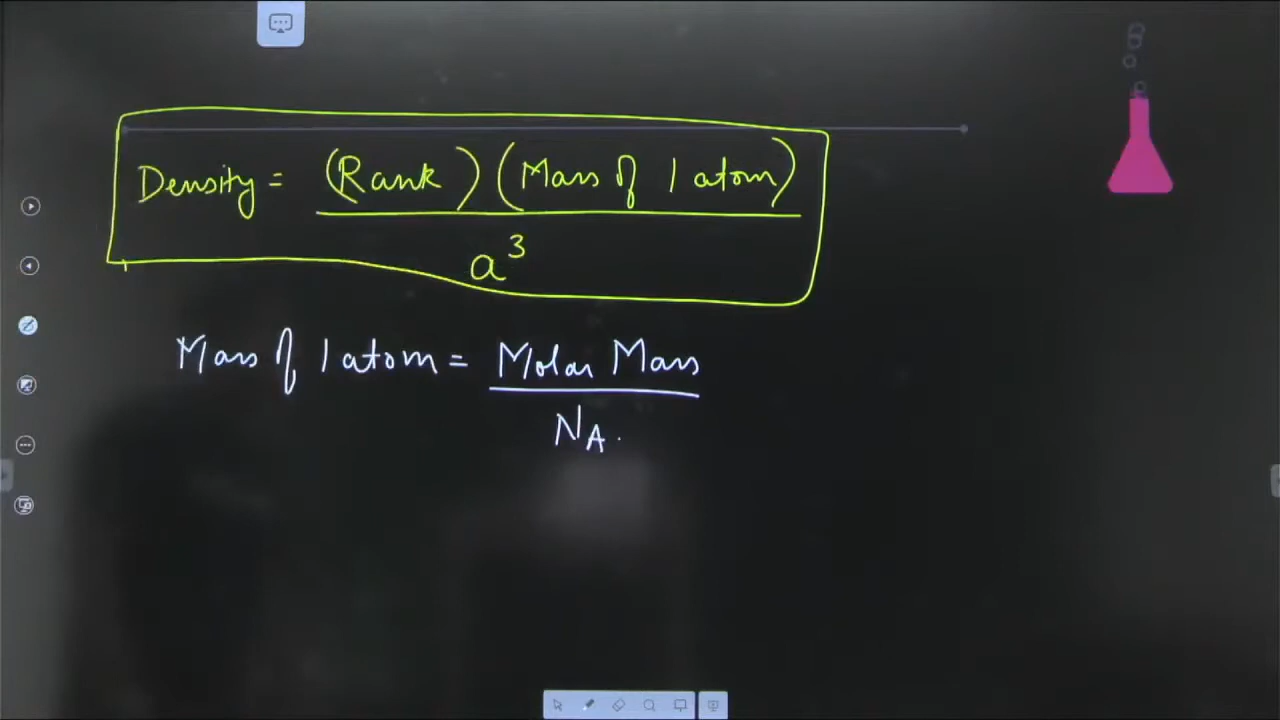 Density = (Rank) (Mass of 1 atom)
a³
Mass of 1 atom = Molar Mass
N_A.